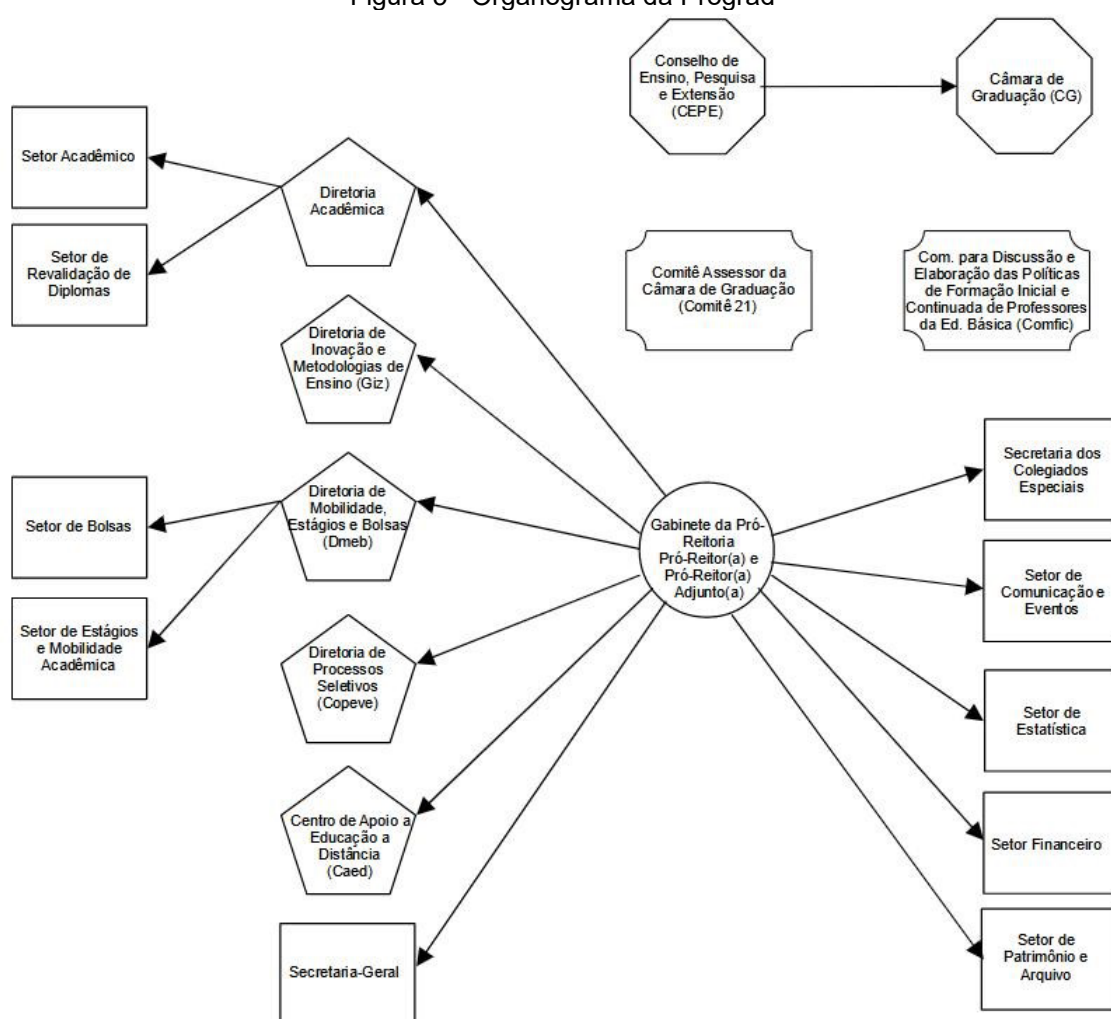 Figura 6 - Organograma da Prograd
Conselho de
Ensino, Pesquisa
e Extensão
(CEPE)
Câmara de
Graduação (CG)
Setor Acadêmico
Diretoria
Acadêmica
Setor de
Revalidação de
Diplomas
Comitê Assessor da
Câmara de Graduação
(Comitê 21)
Com. para Discussão e
Elaboração das Políticas
de Formação Inicial e
Continuada de Professores
da Ed. Básica (Comfic)
Diretoria de
Inovação e
Metodologias de
Ensino (Giz)
Secretaria dos
Colegiados
Especiais
Setor de Bolsas
Diretoria de
Mobilidade,
Estágios e Bolsas
(Dmeb)
Gabinete da Pró-
Reitoria
Pró-Reitor(a) e
Pró-Reitor(a)
Adjunto(a)
Setor de
Comunicação e
Eventos
Setor de Estágios
e Mobilidade
Acadêmica
Diretoria de
Processos
Seletivos
(Copeve)
Setor de
Estatística
Centro de Apoio a
Educação a
Distância
(Caed)
Setor Financeiro
Secretaria-Geral
Setor de
Patrimônio e
Arquivo